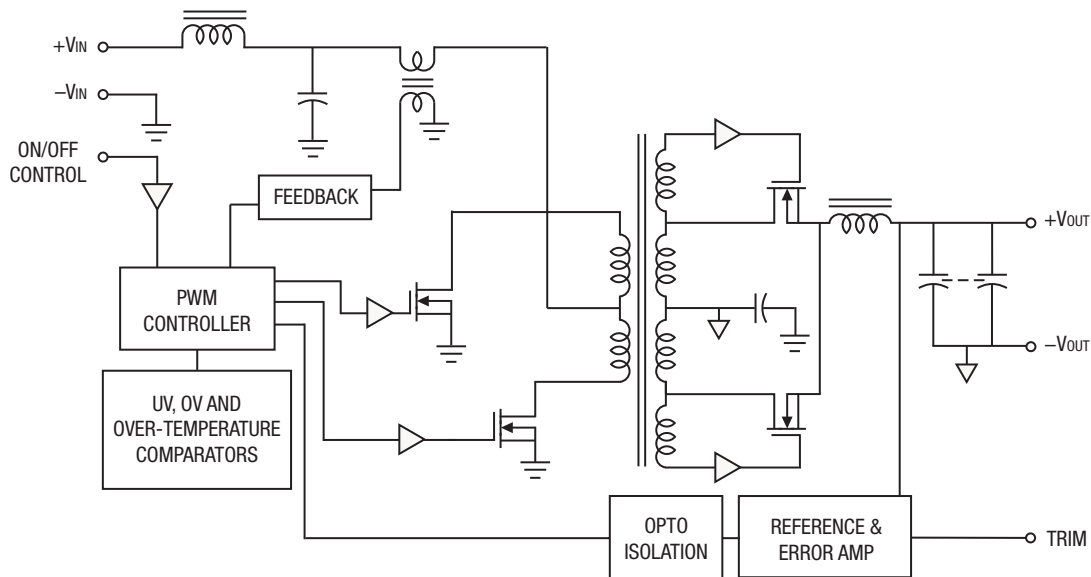 +VIN
–VIN
ON/OFF
CONTROL
FEEDBACK
PWM
CONTROLLER
UV, OV AND
OVER-TEMPERATURE
COMPARATORS
+VOUT
–VOUT
OPTO
ISOLATION
REFERENCE &
ERROR AMP
TRIM